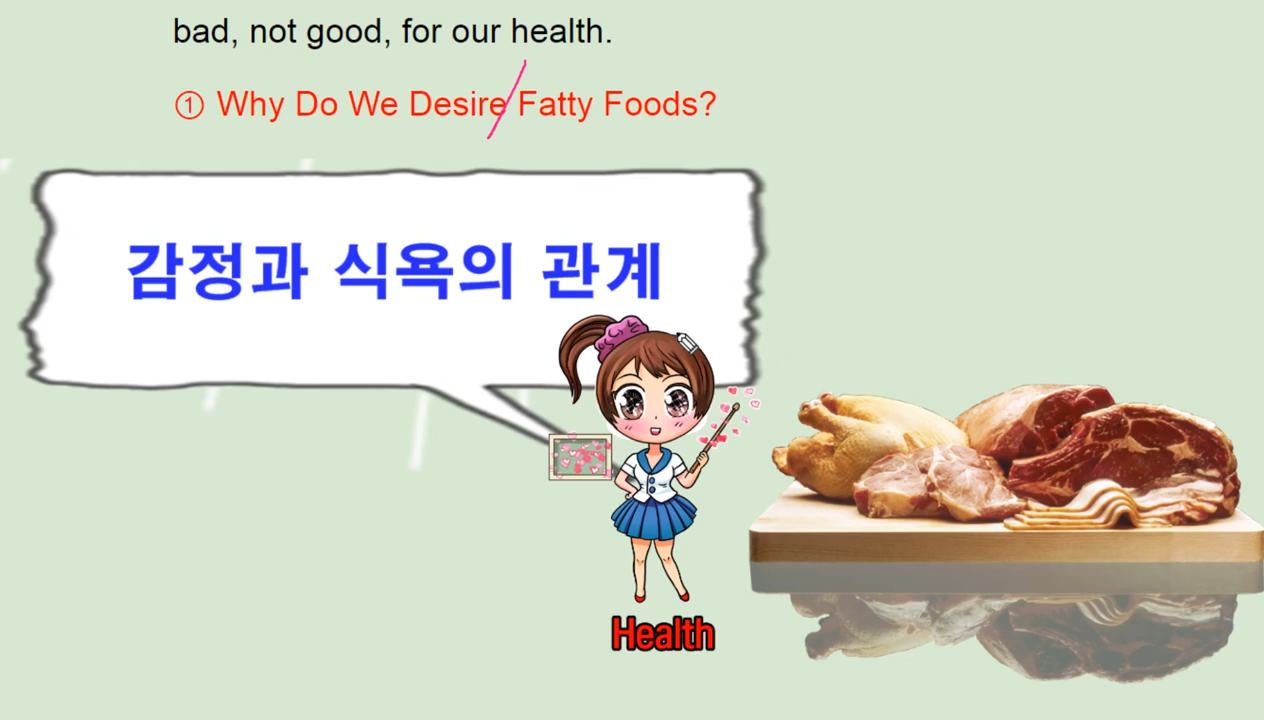 bad, not good, for our health.
① Why Do We Desire Fatty Foods?
감정과 식욕의 관계
Health